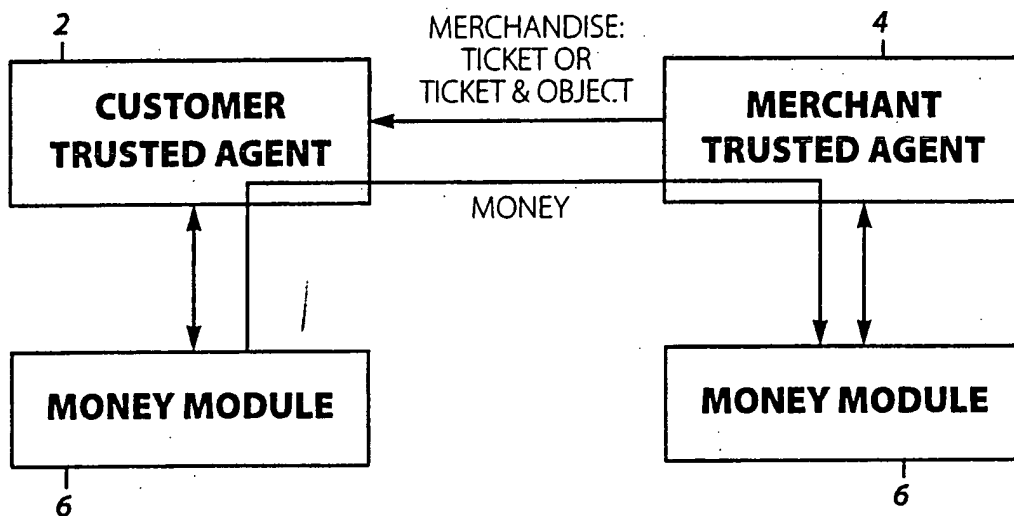 2
MERCHANDISE:
TICKET OR
TICKET & OBJECT
4
CUSTOMER
TRUSTED AGENT
MERCHANT
TRUSTED AGENT
MONEY
MONEY MODULE
MONEY MODULE
6
6